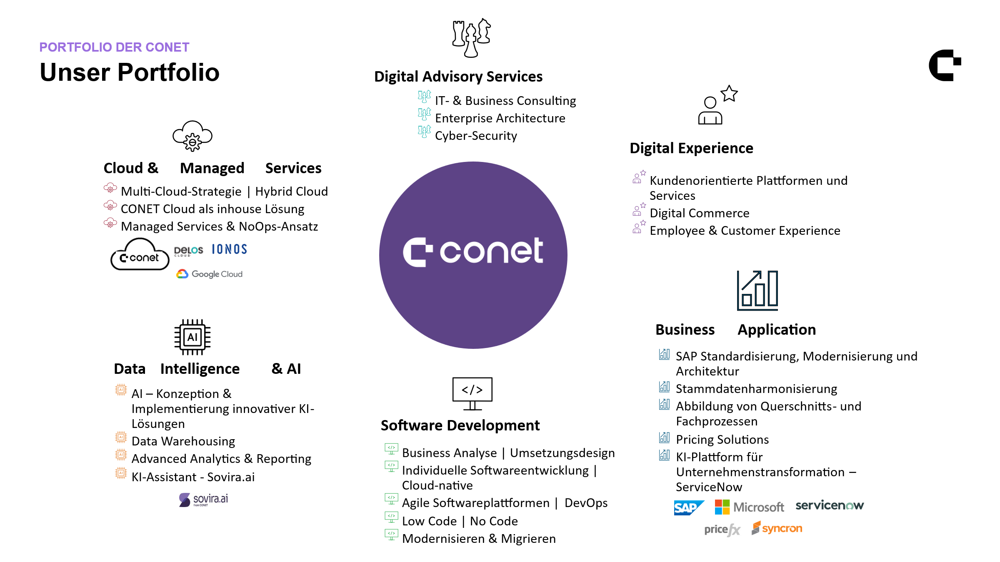 PORTFOLIO DER CONET
Unser Portfolio
Digital Advisory Services
IT- & Business Consulting
Enterprise Architecture
Cyber-Security
Digital Experience
Kundenorientierte Plattformen und
Services
Digital Commerce
Employee & Customer Experience
Cloud & Managed Services
Multi-Cloud-Strategie | Hybrid Cloud
CONET Cloud als inhouse Lösung
Managed Services & NoOps-Ansatz
conet
DELOS
CLOUD
IONOS
Google Cloud
conet
Business Application
SAP Standardisierung, Modernisierung und
Architektur
Stammdatenharmonisierung
Abbildung von Querschnitts- und
Fachprozessen
Pricing Solutions
KI-Plattform für
Unternehmenstransformation –
ServiceNow
SAP
Microsoft
servicenow
pricefx
syncron
AI
Data Intelligence & AI
AI – Konzeption &
Implementierung innovativer KI-
Lösungen
Data Warehousing
Advanced Analytics & Reporting
KI-Assistant - Sovira.ai
sovira.ai
from CONET
</>
Software Development
Business Analyse | Umsetzungsdesign
Individuelle Softwareentwicklung |
Cloud-native
Agile Softwareplattformen | DevOps
Low Code | No Code
Modernisieren & Migrieren